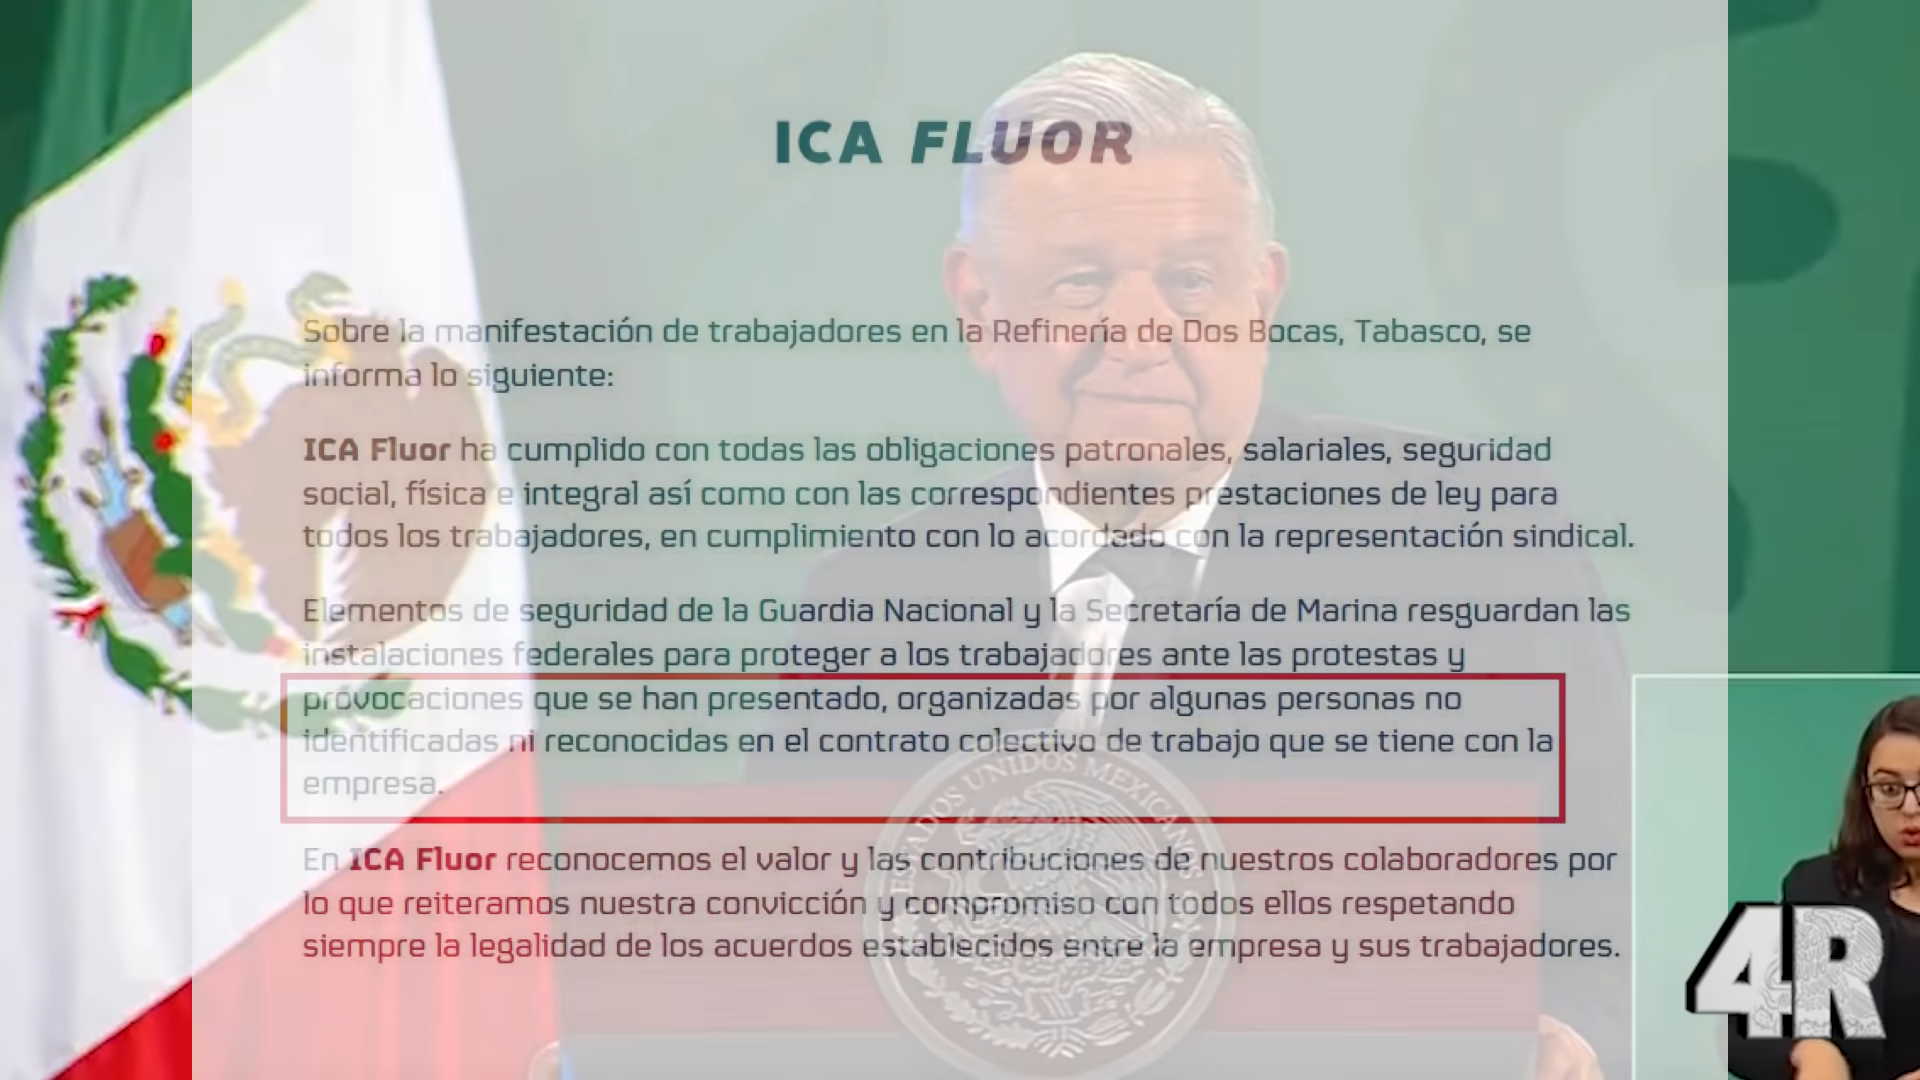 ICA FLUOR
Sobre la manifestación de trabajadores en la Refinería de Dos Bocas, Tabasco, se
informa lo siguiente:
ICA Fluor ha cumplido con todas las obligaciones patronales, salariales, seguridad
social, física e integral así como con las correspondientes prestaciones de ley para
todos los trabajadores, en cumplimiento con lo acordado con la representación sindical.
Elementos de seguridad de la Guardia Nacional y la Secretaría de Marina resguardan las
instalaciones federales para proteger a los trabajadores ante las protestas y
provocaciones que se han presentado, organizadas por algunas personas no
identificadas ni reconocidas en el contrato colectivo de trabajo que se tiene con la
empresa.
ESTADOS UNIDOS MEXICANOS
En ICA Fluor reconocemos el valor y las contribuciones de nuestros colaboradores por
lo que reiteramos nuestra convicción y compromiso con todos ellos respetando
siempre la legalidad de los acuerdos establecidos entre la empresa y sus trabajadores.
4R